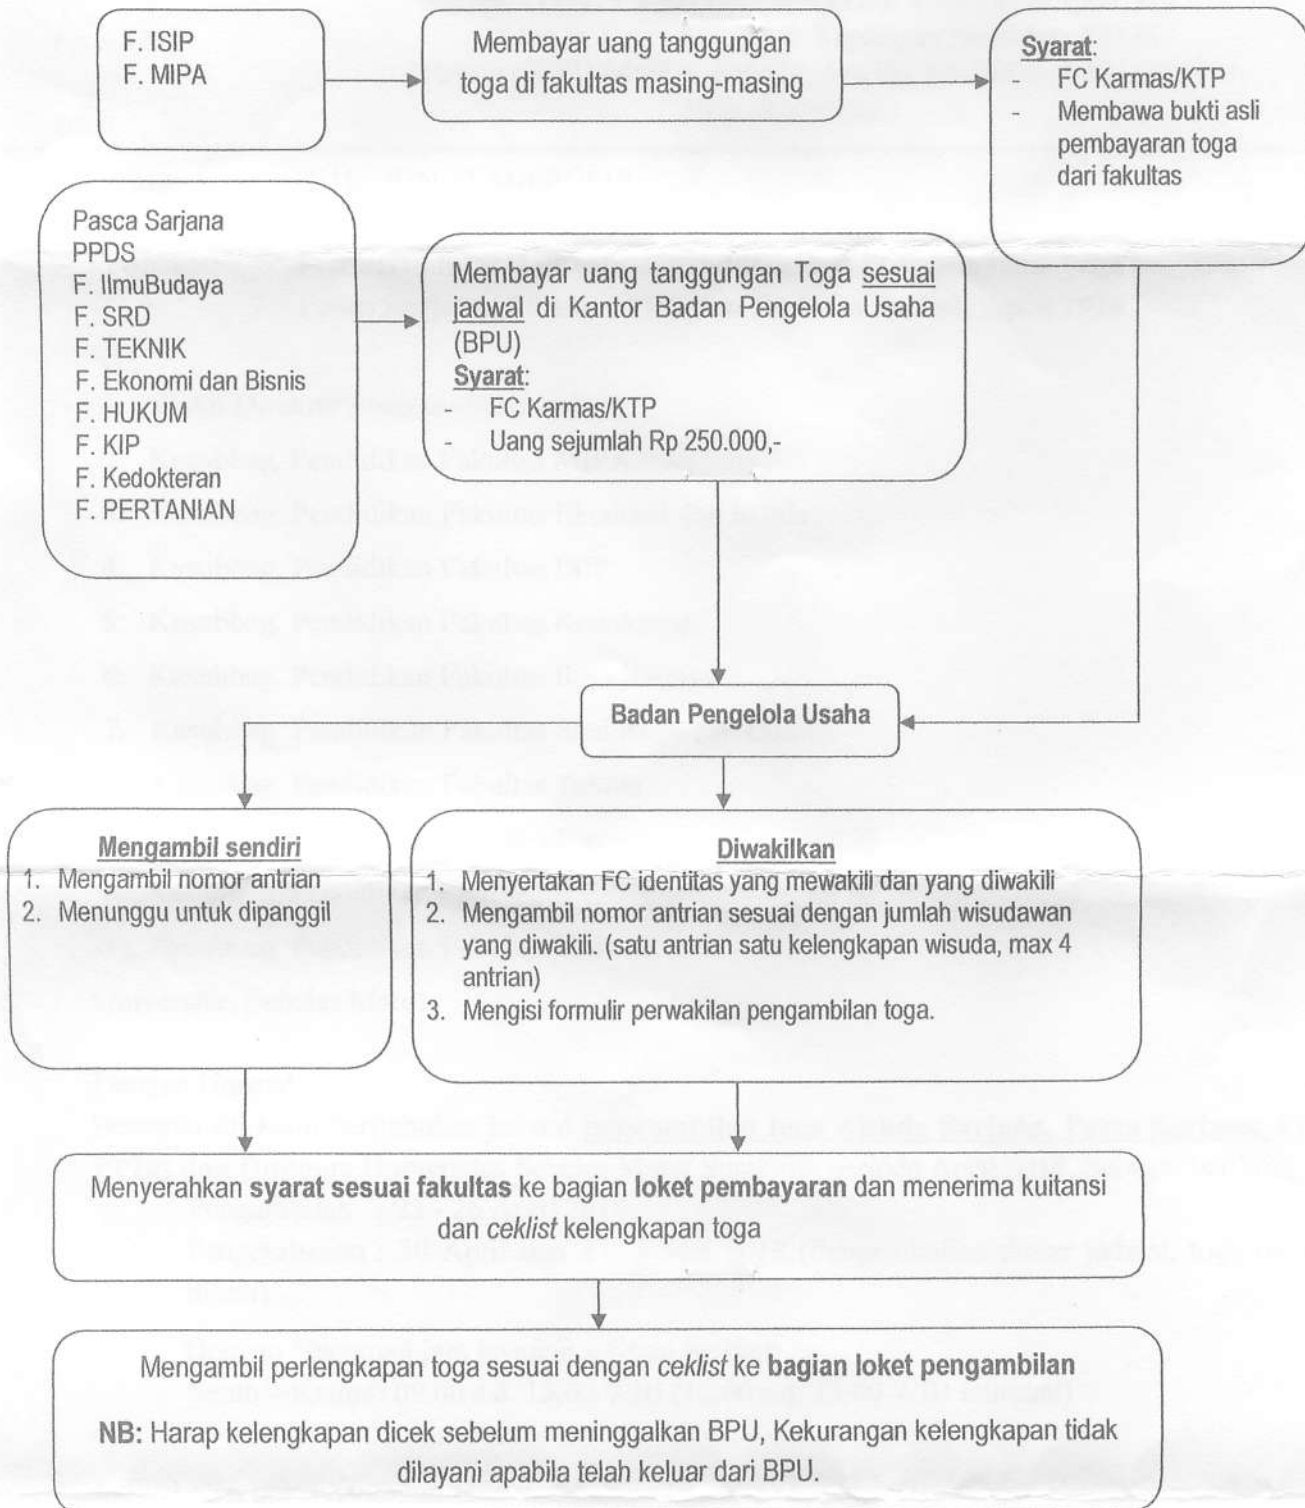 F. ISIP
F. MIPA
Membayar uang tanggungan
toga di fakultas masing-masing
Syarat:
- FC Karmas/KTP
- Membawa bukti asli
pembayaran toga
dari fakultas
Pasca Sarjana
PPDS
F. IlmuBudaya
F. SRD
F. TEKNIK
F. Ekonomi dan Bisnis
F. HUKUM
F. KIP
F. Kedokteran
F. PERTANIAN
Membayar uang tanggungan Toga sesuai
jadwal di Kantor Badan Pengelola Usaha
(BPU)
Syarat:
- FC Karmas/KTP
- Uang sejumlah Rp 250.000,-
Badan Pengelola Usaha
Mengambil sendiri
1. Mengambil nomor antrian
2. Menunggu untuk dipanggil
Diwakilkan
1. Menyertakan FC identitas yang mewakili dan yang diwakili
2. Mengambil nomor antrian sesuai dengan jumlah wisudawan
yang diwakili. (satu antrian satu kelengkapan wisuda, max 4
antrian)
3. Mengisi formulir perwakilan pengambilan toga.
Menyerahkan syarat sesuai fakultas ke bagian loket pembayaran dan menerima kuitansi
dan ceklist kelengkapan toga
Mengambil perlengkapan toga sesuai dengan ceklist ke bagian loket pengambilan
NB: Harap kelengkapan dicek sebelum meninggalkan BPU, Kekurangan kelengkapan tidak
dilayani apabila telah keluar dari BPU.